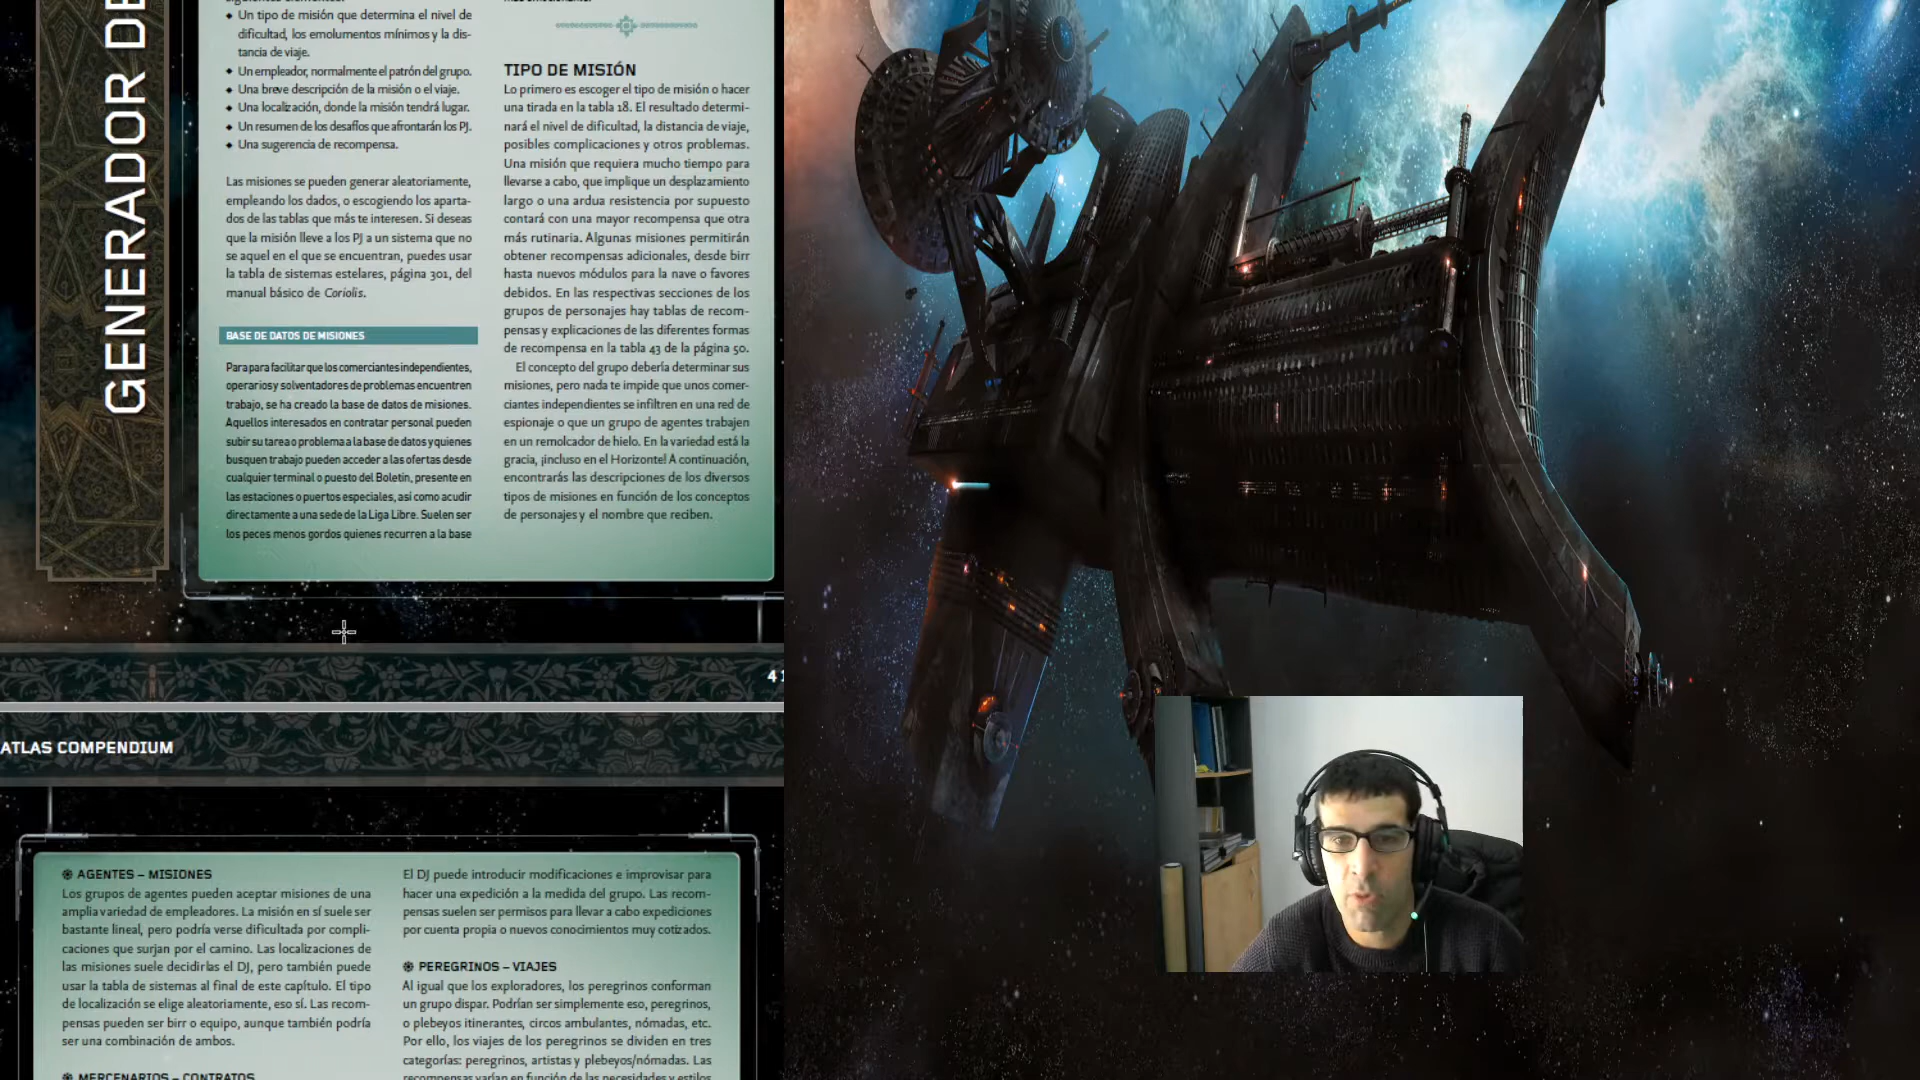 GENERADOR DE
Un tipo de misión que determina el nivel de
dificultad, los emolumentos mínimos y la dis-
tancia de viaje.
Un empleador, normalmente el patrón del grupo.
Una breve descripción de la misión o el viaje.
Una localización, donde la misión tendrá lugar.
Un resumen de los desafíos que afrontarán los PJ.
Una sugerencia de recompensa.
Las misiones se pueden generar aleatoriamente,
empleando los dados, o escogiendo los aparta-
dos de las tablas que más te interesen. Si deseas
que la misión lleve a los PJ a un sistema que no
se aquel en el que se encuentran, puedes usar
la tabla de sistemas estelares, página 301, del
manual básico de Coriolis.
BASE DE DATOS DE MISIONES
Para para facilitar que los comerciantes independientes,
operarios y solventadores de problemas encuentren
trabajo, se ha creado la base de datos de misiones.
Aquellos interesados en contratar personal pueden
subir su tarea o problema a la base de datos y quienes
busquen trabajo pueden acceder a las ofertas desde
cualquier terminal o puesto del Boletín, presente en
las estaciones o puertos especiales, así como acudir
directamente a una sede de la Liga Libre. Suelen ser
los peces menos gordos quienes recurren a la base
TIPO DE MISIÓN
Lo primero es escoger el tipo de misión o hacer
una tirada en la tabla 18. El resultado determi-
nará el nivel de dificultad, la distancia de viaje,
posibles complicaciones y otros problemas.
Una misión que requiera mucho tiempo para
llevarse a cabo, que implique un desplazamiento
largo o una ardua resistencia por supuesto
contará con una mayor recompensa que otra
más rutinaria. Algunas misiones permitirán
obtener recompensas adicionales, desde birr
hasta nuevos módulos para la nave o favores
debidos. En las respectivas secciones de los
grupos de personajes hay tablas de recom-
pensas y explicaciones de las diferentes formas
de recompensa en la tabla 43 de la página 50.
El concepto del grupo debería determinar sus
misiones, pero nada te impide que unos comer-
ciantes independientes se infiltren en una red de
espionaje o que un grupo de agentes trabajen
en un remolcador de hielo. En la variedad está la
gracia, ¡incluso en el Horizonte! A continuación,
encontrarás las descripciones de los diversos
tipos de misiones en función de los conceptos
de personajes y el nombre que reciben.
41
ATLAS COMPENDIUM
AGENTES – MISIONES
Los grupos de agentes pueden aceptar misiones de una
amplia variedad de empleadores. La misión en sí suele ser
bastante lineal, pero podría verse dificultada por compli-
caciones que surjan por el camino. Las localizaciones de
las misiones suele decidirlas el DJ, pero también puede
usar la tabla de sistemas al final de este capítulo. El tipo
de localización se elige aleatoriamente, eso sí. Las recom-
pensas pueden ser birr o equipo, aunque también podría
ser una combinación de ambos.
MERCENARIOS – CONTRATOS
El DJ puede introducir modificaciones e improvisar para
hacer una expedición a la medida del grupo. Las recom-
pensas suelen ser permisos para llevar a cabo expediciones
por cuenta propia o nuevos conocimientos muy cotizados.
PEREGRINOS – VIAJES
Al igual que los exploradores, los peregrinos conforman
un grupo dispar. Podrían ser simplemente eso, peregrinos,
o plebeyos itinerantes, circos ambulantes, nómadas, etc.
Por ello, los viajes de los peregrinos se dividen en tres
categorías: peregrinos, artistas y plebeyos/nómadas. Las
recompensas varían en función de las necesidades y estilos